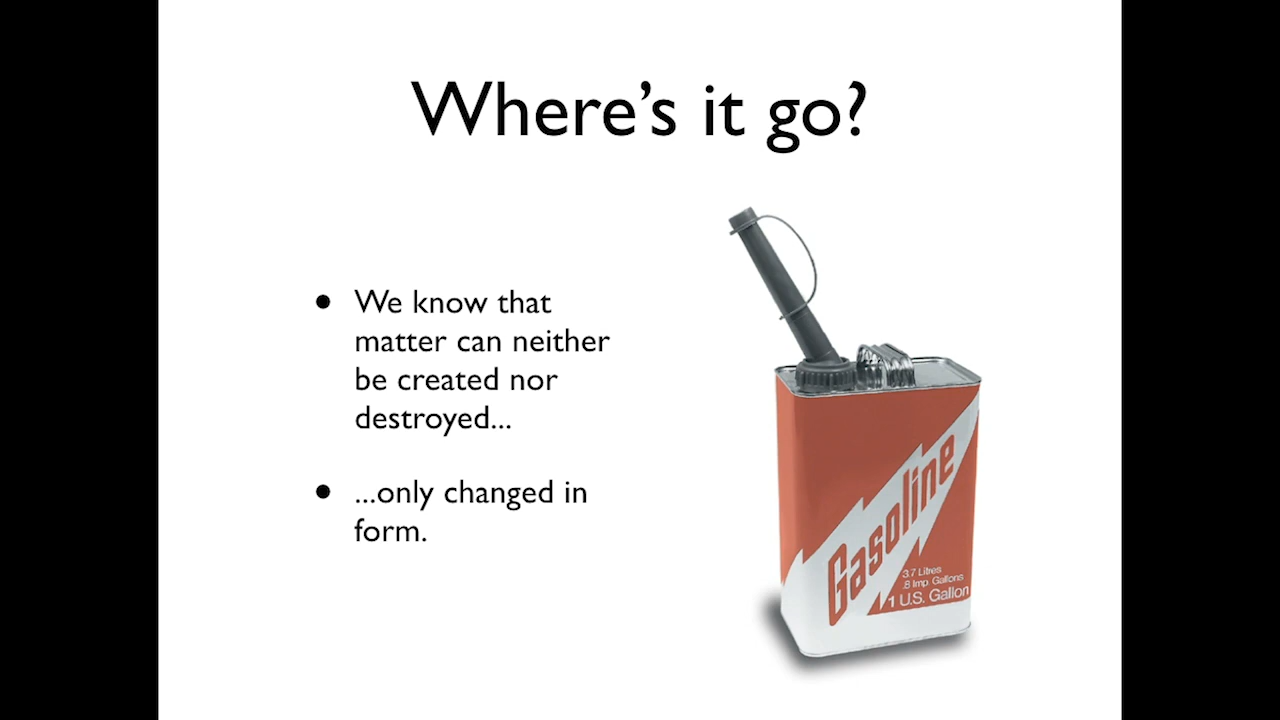 Where's it go?
• We know that
matter can neither
be created nor
destroyed...
• ...only changed in
form.
Gasoline
3.7 Litres
.8 Imp Gallons
1 U.S. Gallon